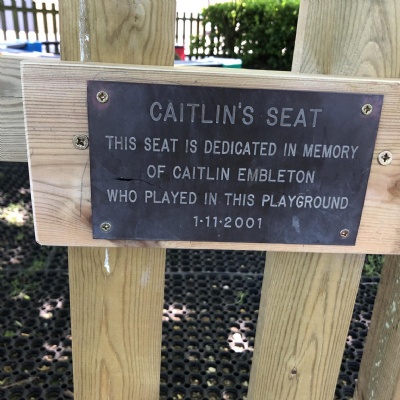 CAITLIN'S SEAT
THIS SEAT IS DEDICATED IN MEMORY
OF CAITLIN EMBLETON
WHO PLAYED IN THIS PLAYGROUND
1·11·2001